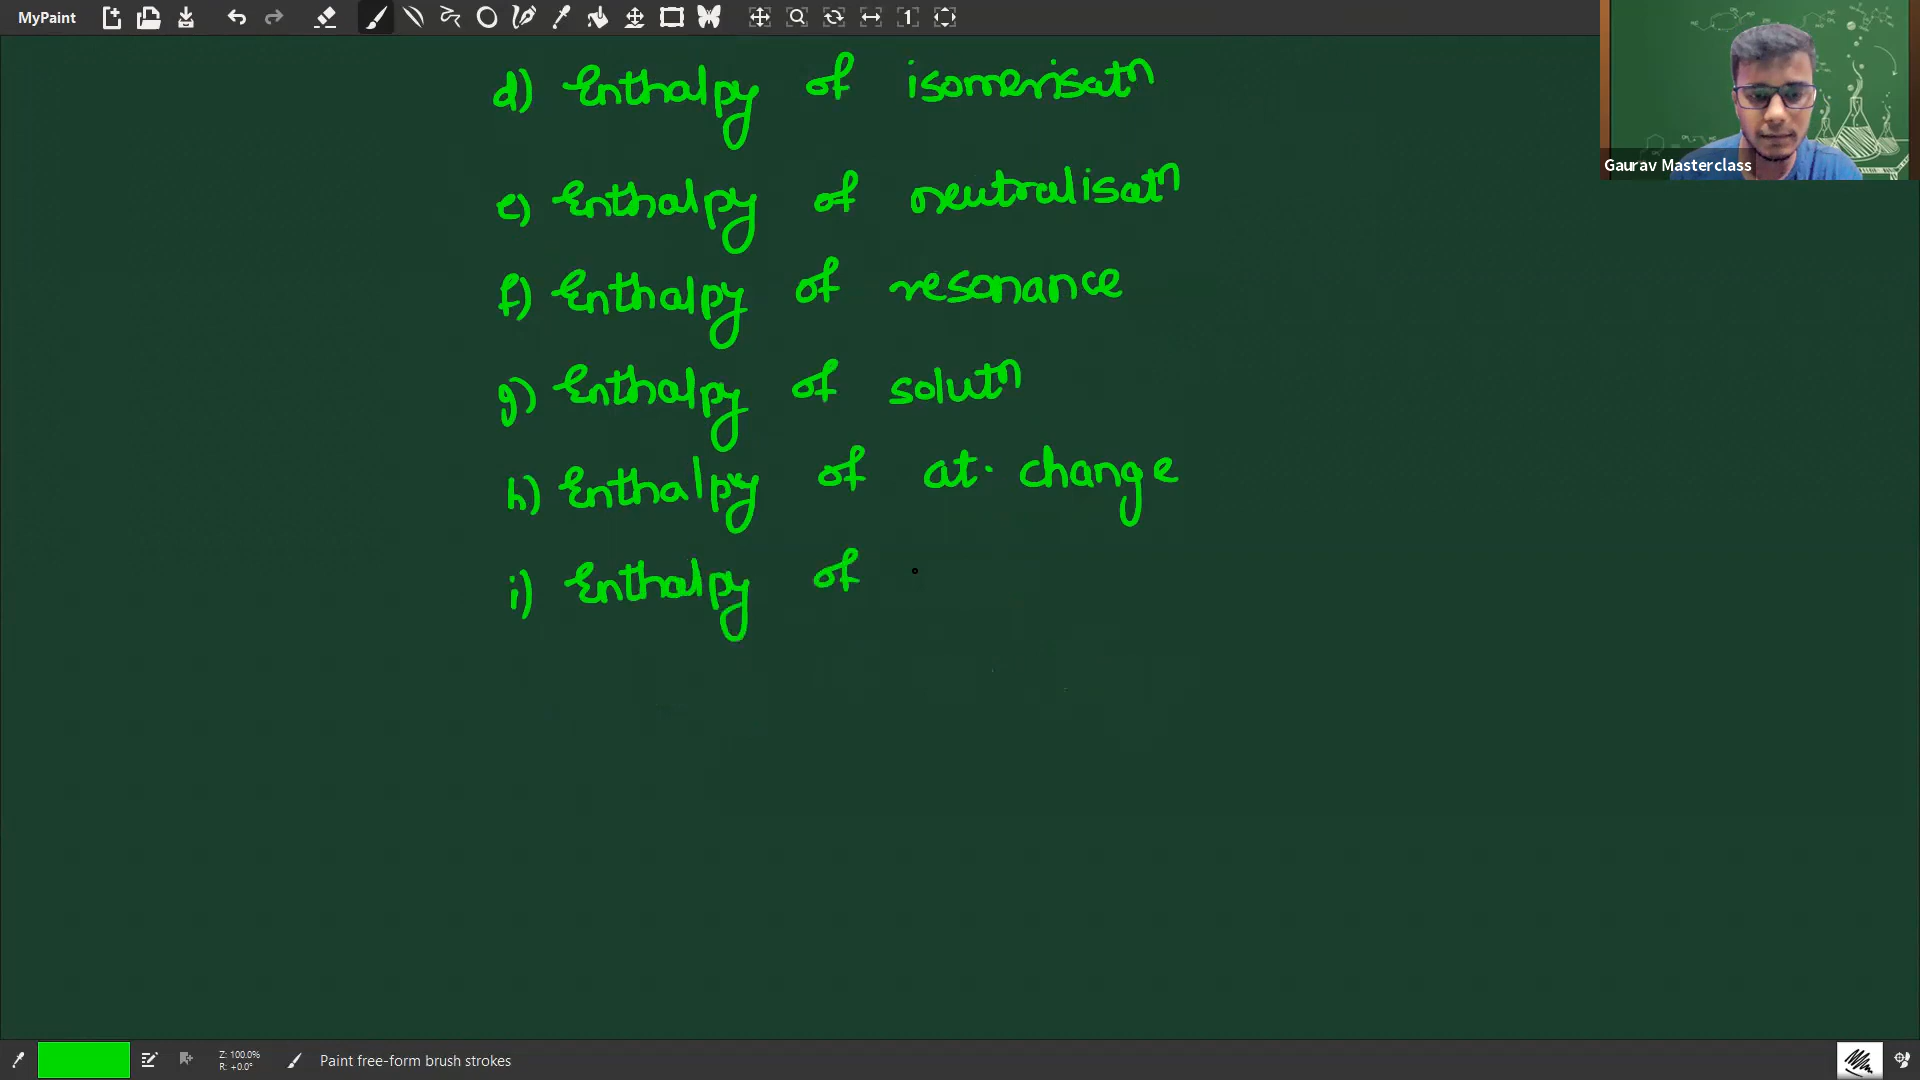 MyPaint
d) Enthalpy of isomerisatⁿ
Gaurav Masterclass
e) Enthalpy of neutralisatⁿ
f) Enthalpy of resonance
g) Enthalpy of solutⁿ
h) Enthalpy of at. change
i) Enthalpy of
Z: 100.0%
R: +0.0°
Paint free-form brush strokes